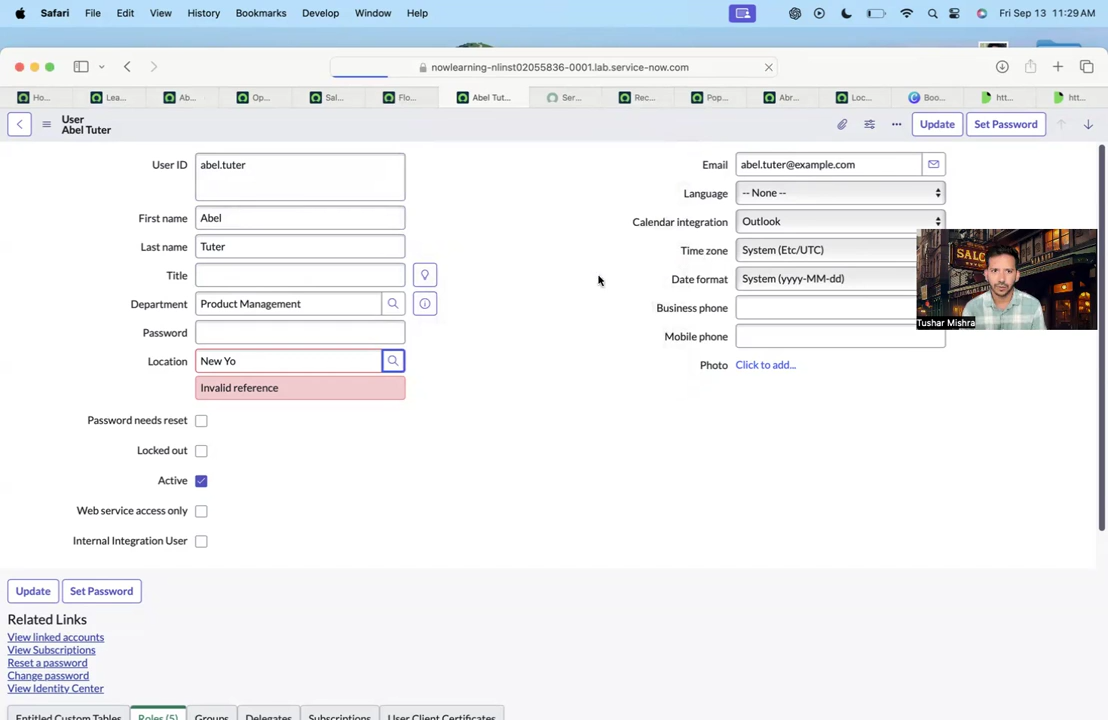 Safari File Edit View History Bookmarks Develop Window Help Fri Sep 13 11:29 AM
nowlearning-nlinst02055836-0001.lab.service-now.com
Ho... Lea... Ab... Op... Sal... Flo... Abel Tut... Ser... Rec... Pop... Abr... Loc... Boo... htt... htt...
User
Abel Tuter
Update Set Password
User ID abel.tuter
Email abel.tuter@example.com
Language -- None --
First name Abel
Calendar integration Outlook
Last name Tuter
Time zone System (Etc/UTC)
Title
Date format System (yyyy-MM-dd)
Department Product Management
Business phone
Password
Mobile phone
Location New Yo
Photo Click to add...
Invalid reference
SALO
Tushar Mishra
Password needs reset
Locked out
Active
Web service access only
Internal Integration User
Update Set Password
Related Links
View linked accounts
View Subscriptions
Reset a password
Change password
View Identity Center
Entitled Custom Tables Roles (5) Groups Delegates Subscriptions User Client Certificates